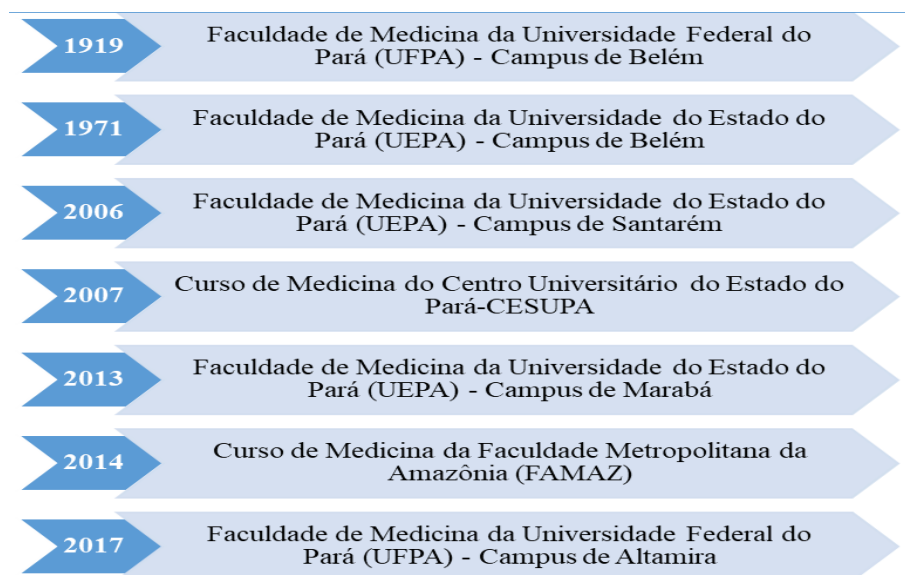 1919
Faculdade de Medicina da Universidade Federal do
Pará (UFPA) - Campus de Belém
1971
Faculdade de Medicina da Universidade do Estado do
Pará (UEPA) - Campus de Belém
2006
Faculdade de Medicina da Universidade do Estado do
Pará (UEPA) - Campus de Santarém
2007
Curso de Medicina do Centro Universitário do Estado do
Pará-CESUPA
2013
Faculdade de Medicina da Universidade do Estado do
Pará (UEPA) - Campus de Marabá
2014
Curso de Medicina da Faculdade Metropolitana da
Amazônia (FAMAZ)
2017
Faculdade de Medicina da Universidade Federal do
Pará (UFPA) - Campus de Altamira